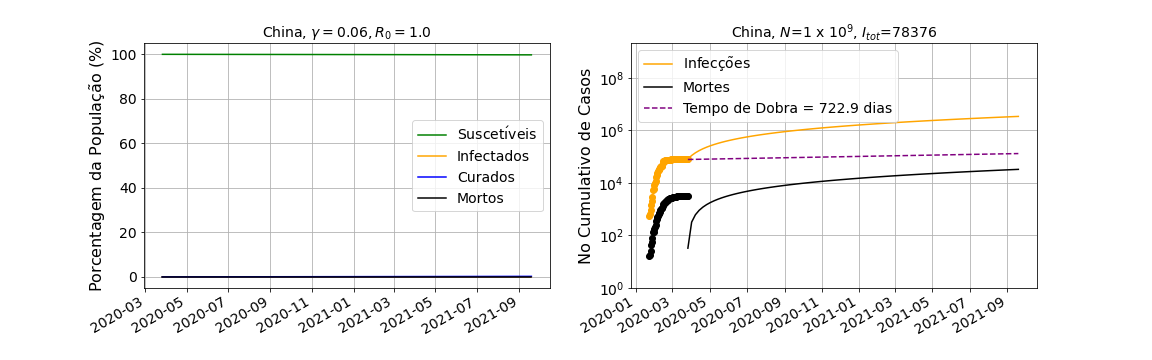 China, γ = 0.06, R₀ = 1.0
Porcentagem da População (%)
100
80
60
40
20
0
Suscetíveis
Infectados
Curados
Mortos
2020-03
2020-05
2020-07
2020-09
2020-11
2021-01
2021-03
2021-05
2021-07
2021-09
China, N=1 x 10⁹, Iₜₒₜ=78376
No Cumulativo de Casos
10⁸
10⁶
10⁴
10²
10⁰
Infecções
Mortes
Tempo de Dobra = 722.9 dias
2020-01
2020-03
2020-05
2020-07
2020-09
2020-11
2021-01
2021-03
2021-05
2021-07
2021-09